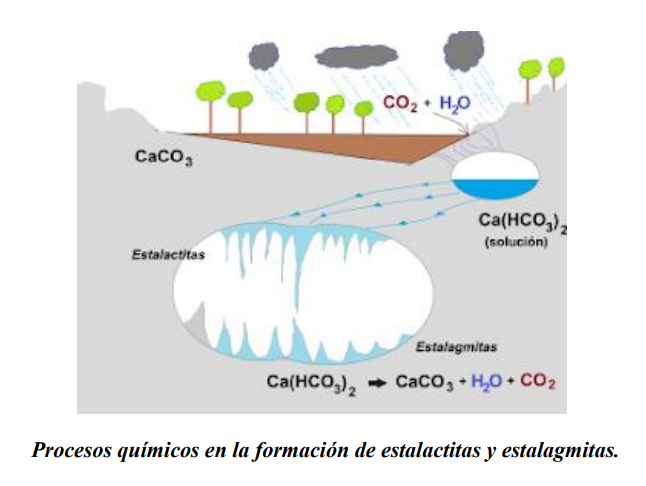 CO₂ + H₂O
CaCO₃
Ca(HCO₃)₂
(solución)
Estalactitas
Estalagmitas
Ca(HCO₃)₂ ➡ CaCO₃ + H₂O + CO₂
Procesos químicos en la formación de estalactitas y estalagmitas.